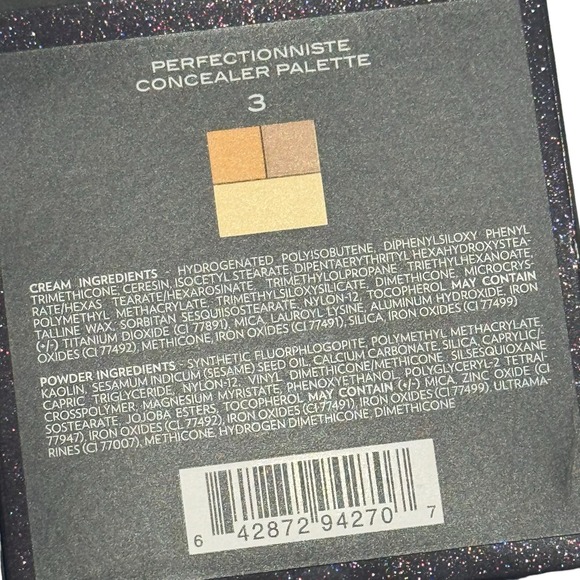 PERFECTIONNISTE
CONCEALER PALETTE
3
CREAM INGREDIENTS - HYDROGENATED POLYISOBUTENE, DIPHENYLSILOXY PHENYL
TRIMETHICONE, CERESIN, ISOCETYL STEARATE, DIPENTAERYTHRITYL HEXAHYDROXYSTEA-
RATE/HEXAS TEARATE/HEXAROSINATE TRIMETHYLOLPROPANE TRIETHYLHEXANOATE,
POLYMETHYL METHACRYLATE, TRIMETHYLSILOXYSILICATE, DIMETHICONE, MICROCRYS
TALLINE WAX, SORBITAN SESQUIISOSTEARATE, NYLON-12, TOCOPHEROL MAY CONTAIN
(+/-) TITANIUM DIOXIDE (CI 77891), MICA, LAUROYL LYSINE, ALUMINUM HYDROXIDE, IRON
OXIDES (CI 77492), METHICONE, IRON OXIDES (CI 77491), SILICA, IRON OXIDES (CI 77499)
POWDER INGREDIENTS - SYNTHETIC FLUORPHLOGOPITE, POLYMETHYL METHACRYLATE,
KAOLIN, SESAMUM INDICUM (SESAME) SEED OIL, CALCIUM CARBONATE, SILICA, CAPRYLIC/
CAPRIC TRIGLYCERIDE, NYLON-12, VINYL DIMETHICONE/METHICONE SILSESQUIOXANE
CROSSPOLYMER, MAGNESIUM MYRISTATE, PHENOXYETHANOL, POLYGLYCERYL-2 TETRAI-
SOSTEARATE, JOJOBA ESTERS, TOCOPHEROL MAY CONTAIN (+/-) MICA, ZINC OXIDE (CI
77947), IRON OXIDES (CI 77492), IRON OXIDES (CI 77491), IRON OXIDES (CI 77499), ULTRAMA-
RINES (CI 77007), METHICONE, HYDROGEN DIMETHICONE, DIMETHICONE
6 42872 94270 7